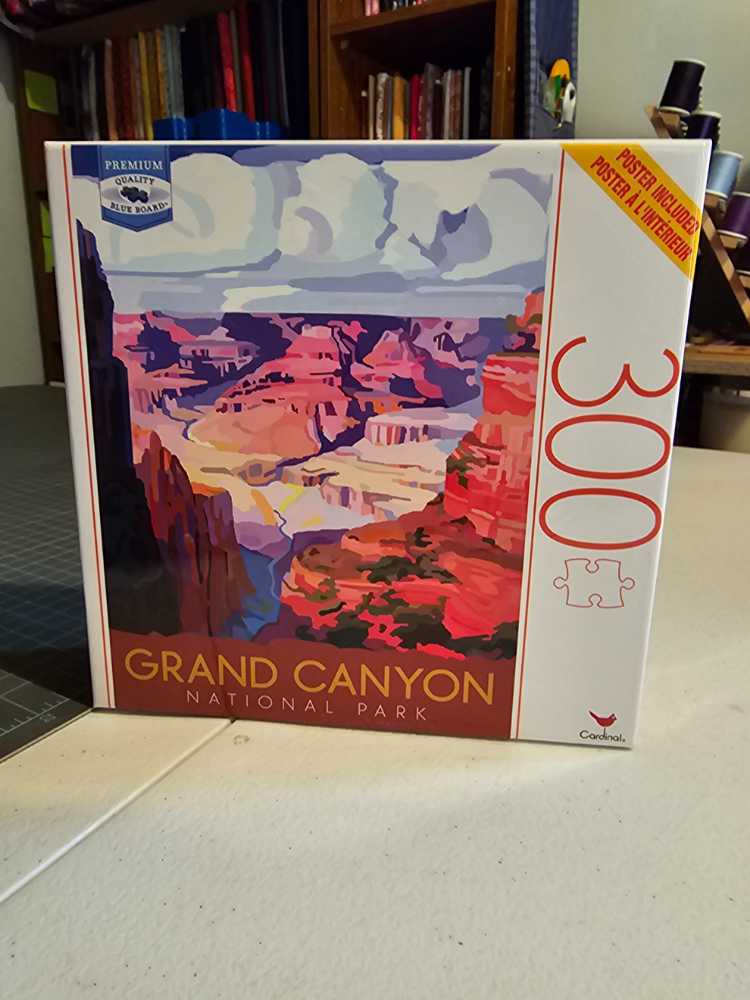 PREMIUM
QUALITY
BLUE BOARD
POSTER INCLUDED
POSTER À L'INTÉRIEUR
300
GRAND CANYON
NATIONAL PARK
Cardinal®